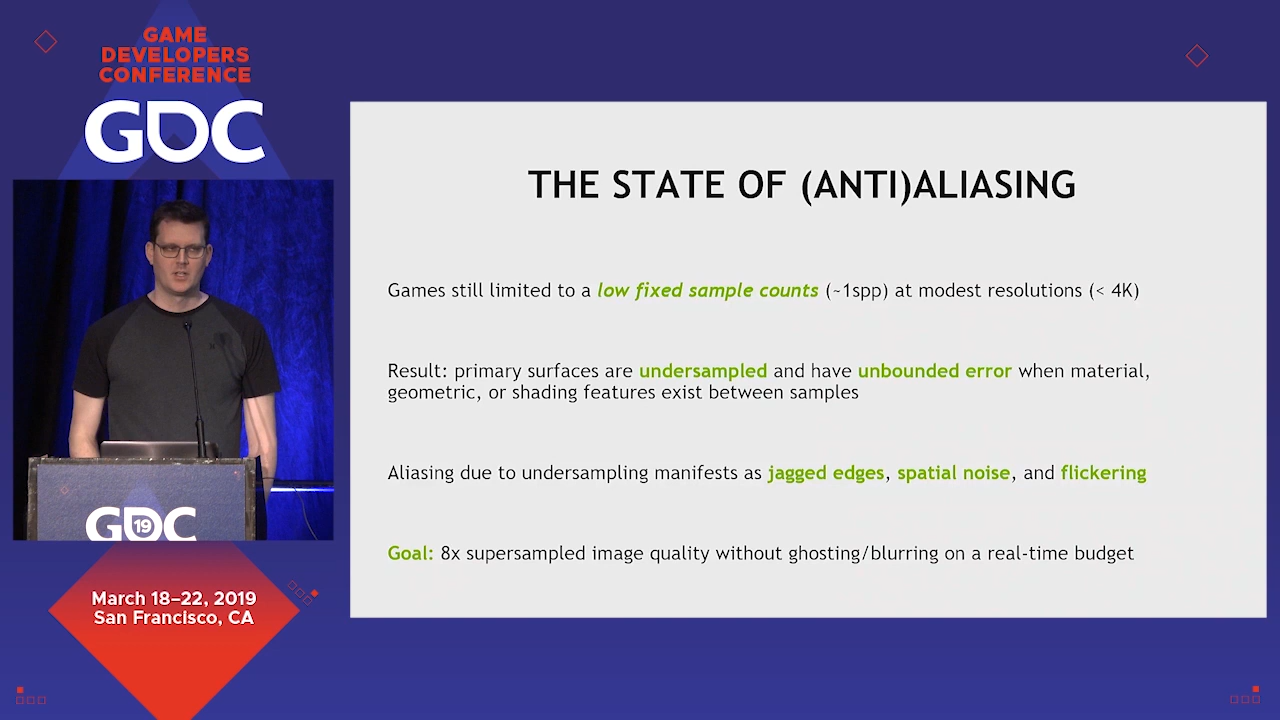 GAME
DEVELOPERS
CONFERENCE
GDC
THE STATE OF (ANTI)ALIASING
Games still limited to a low fixed sample counts (~1spp) at modest resolutions (< 4K)
Result: primary surfaces are undersampled and have unbounded error when material,
geometric, or shading features exist between samples
Aliasing due to undersampling manifests as jagged edges, spatial noise, and flickering
Goal: 8x supersampled image quality without ghosting/blurring on a real-time budget
GDC
19
March 18–22, 2019
San Francisco, CA